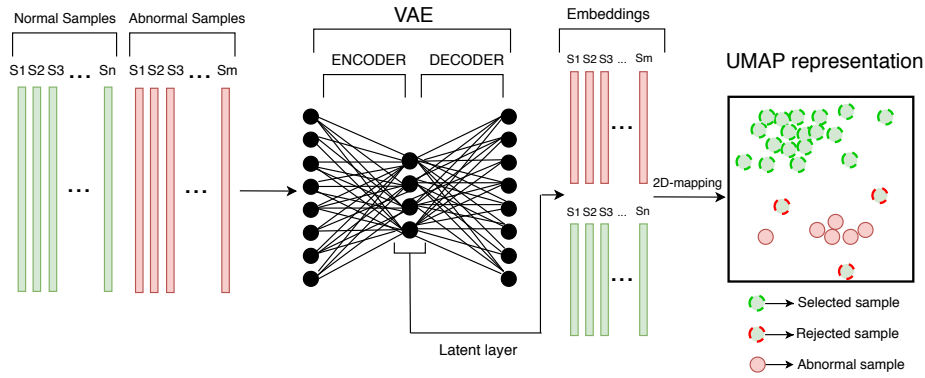 Normal Samples
Abnormal Samples
VAE
Embeddings
ENCODER
DECODER
S1 S2 S3 ... Sn
S1 S2 S3 ... Sm
S1 S2 S3 ... Sm
UMAP representation
...
...
...
2D-mapping
S1 S2 S3 ... Sn
...
Latent layer
Selected sample
Rejected sample
Abnormal sample